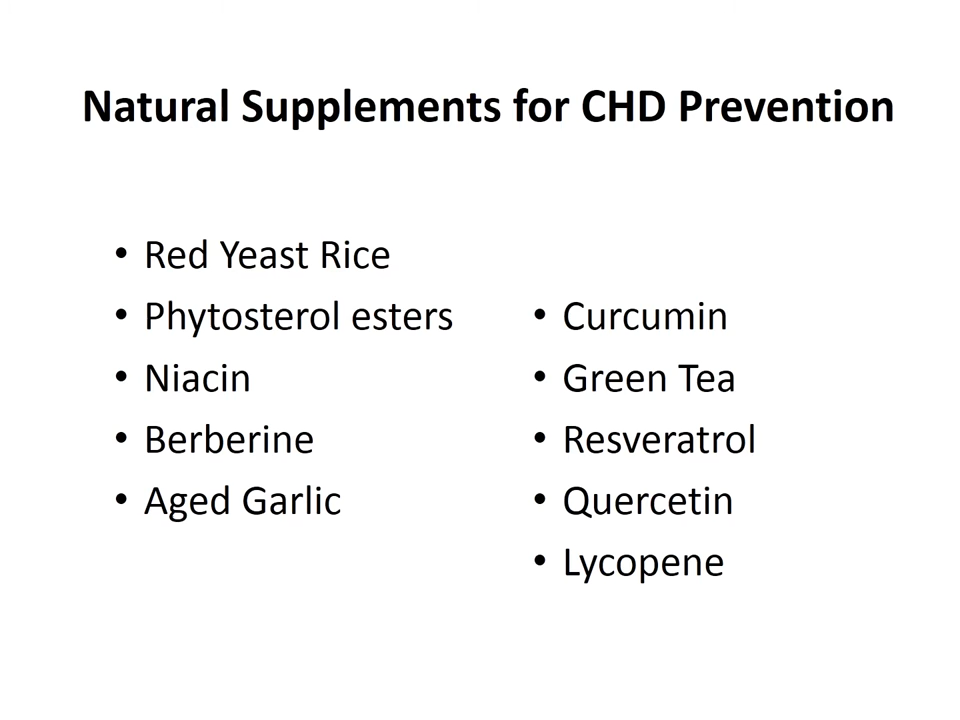 Natural Supplements for CHD Prevention
• Red Yeast Rice
• Phytosterol esters
• Niacin
• Berberine
• Aged Garlic
• Curcumin
• Green Tea
• Resveratrol
• Quercetin
• Lycopene